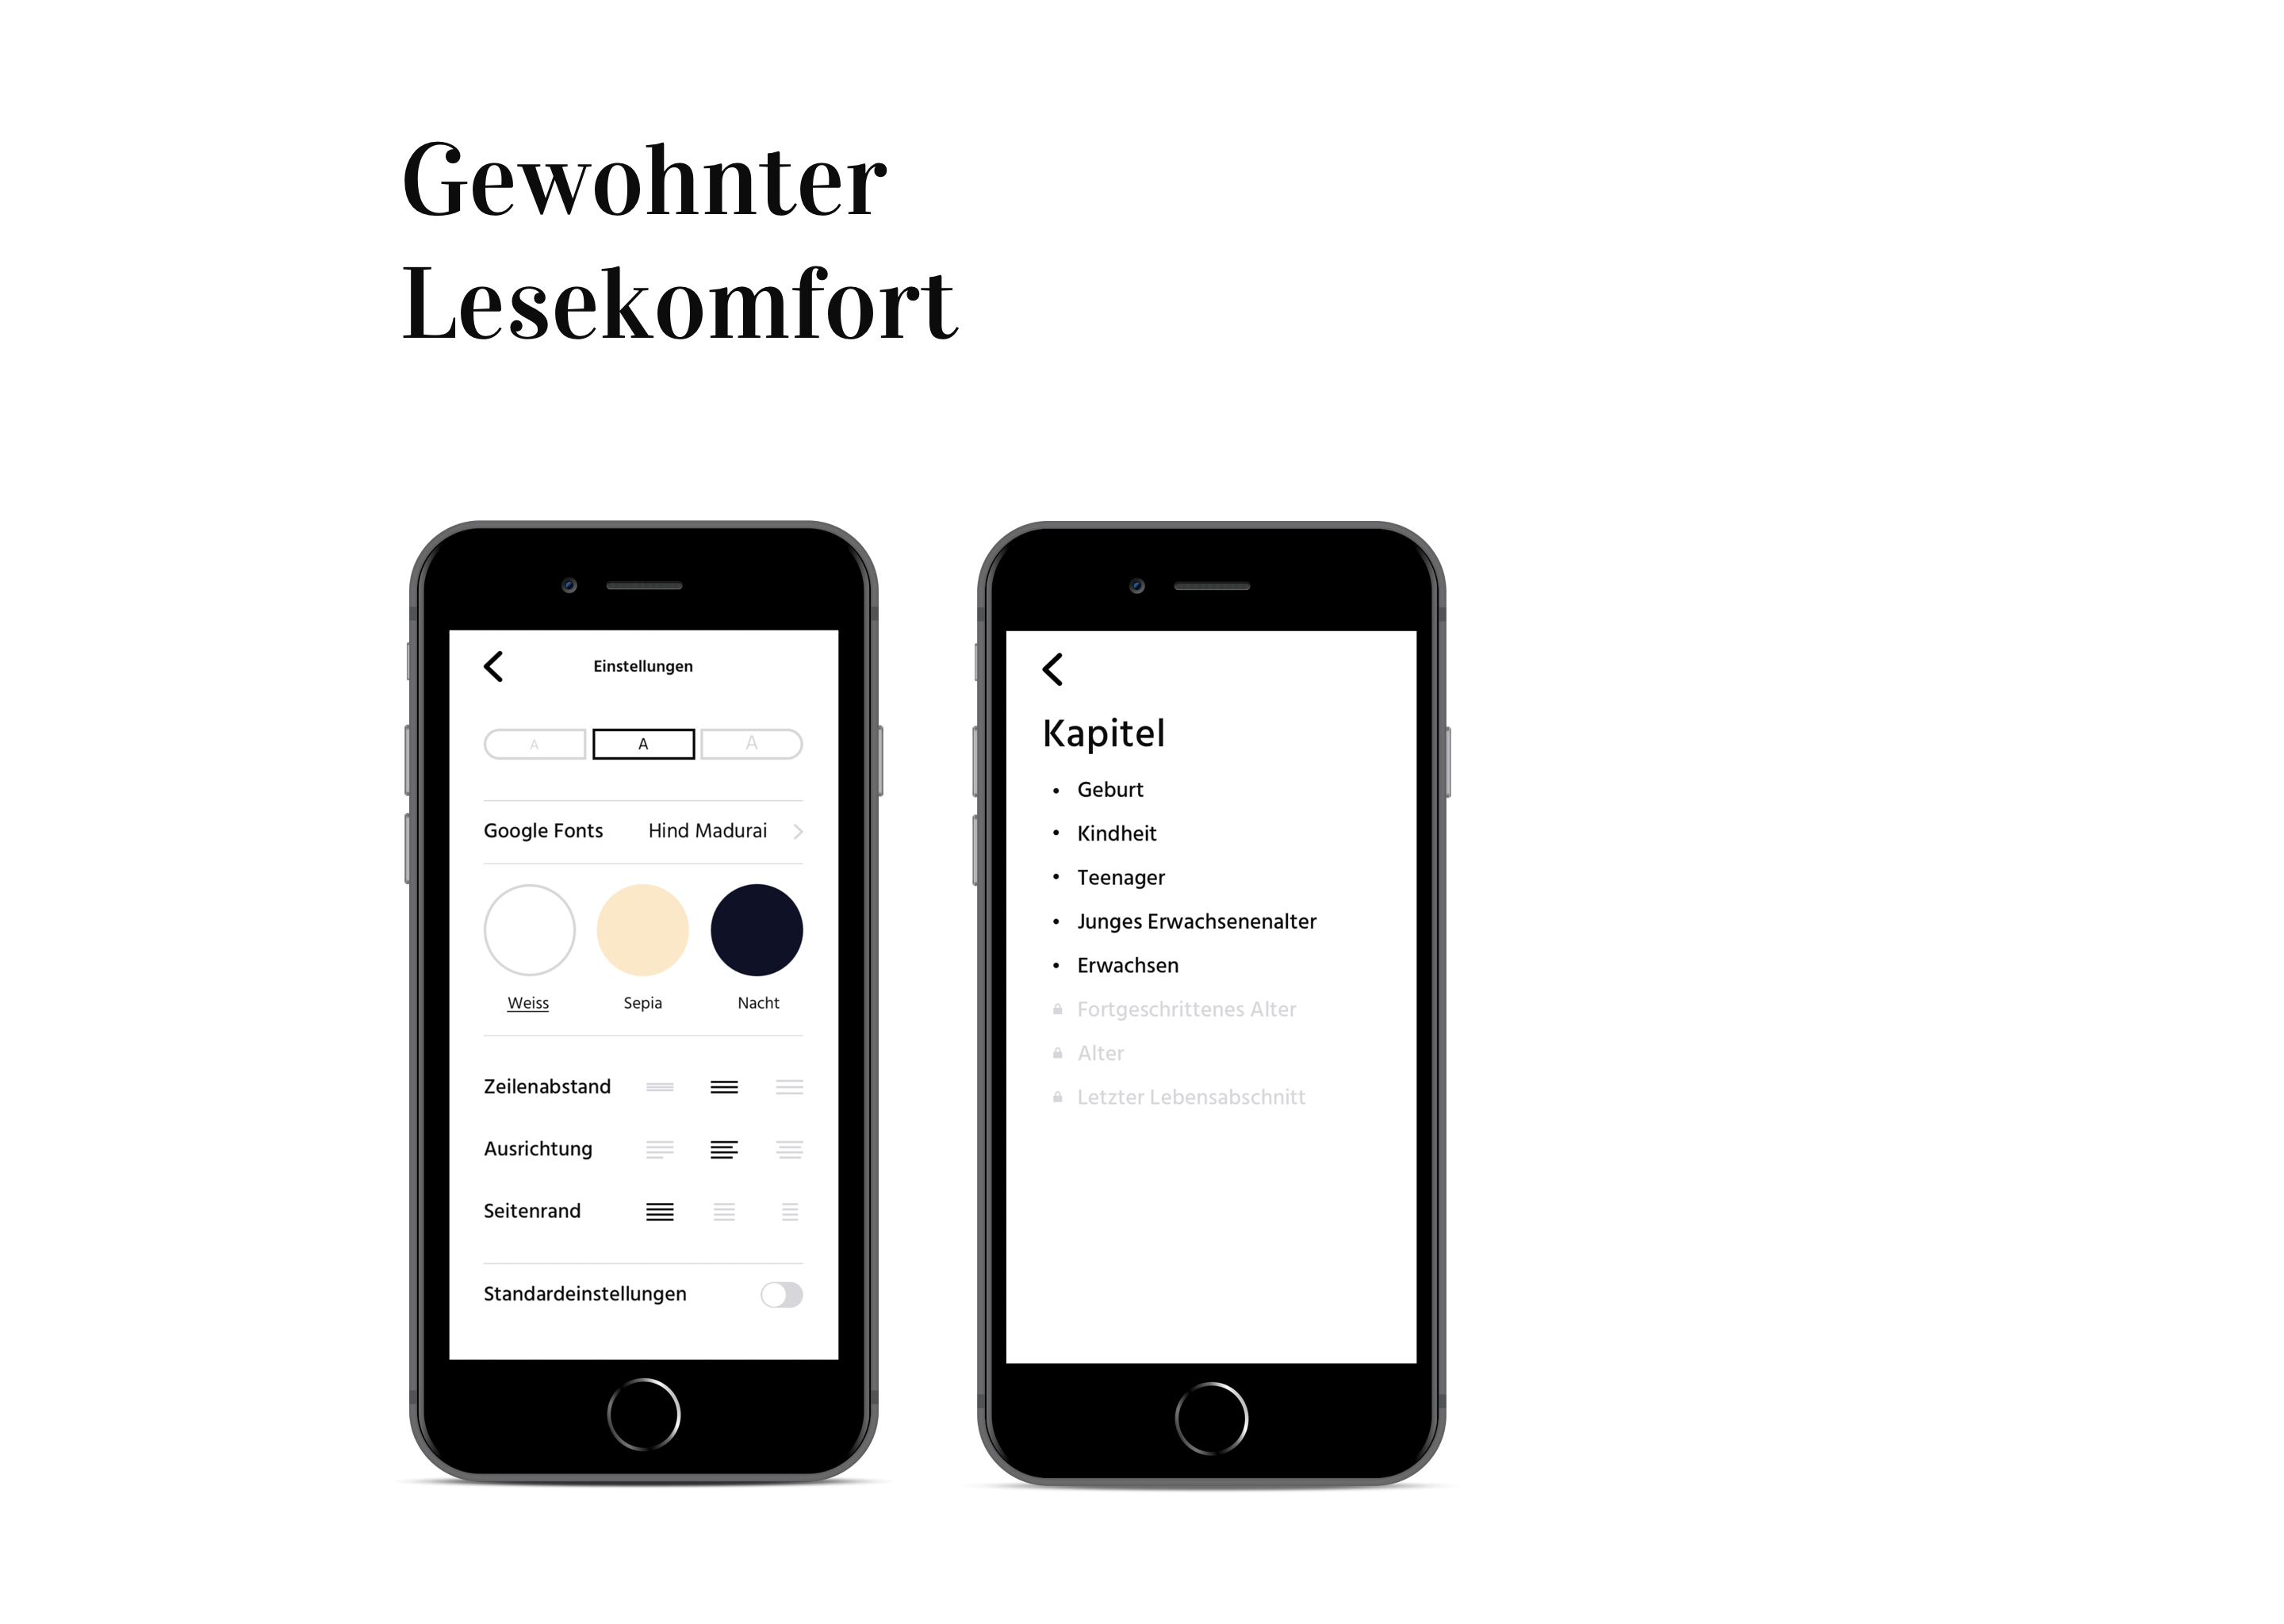 Gewohnter
Lesekomfort
Einstellungen
A A A
Google Fonts Hind Madurai
Weiss Sepia Nacht
Zeilenabstand
Ausrichtung
Seitenrand
Standardeinstellungen
Kapitel
• Geburt
• Kindheit
• Teenager
• Junges Erwachsenenalter
• Erwachsen
Fortgeschrittenes Alter
Alter
Letzter Lebensabschnitt